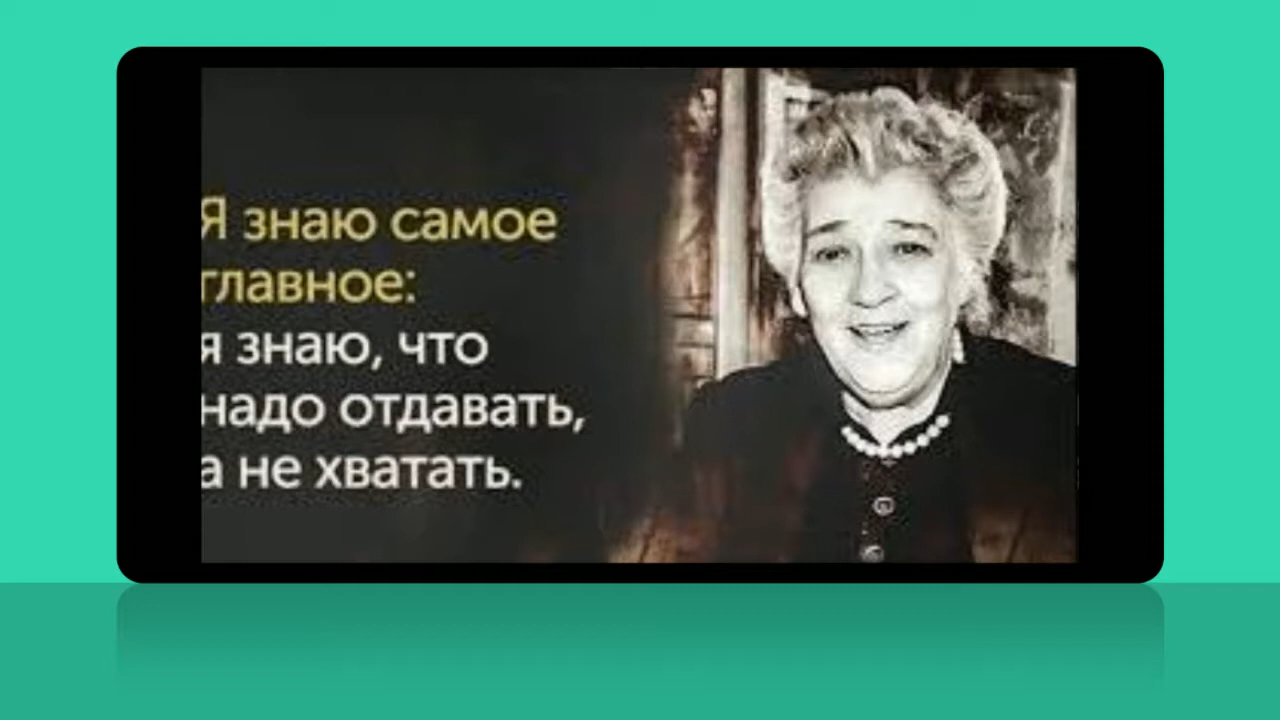 Я знаю самое
главное:
я знаю, что
надо отдавать,
а не хватать.